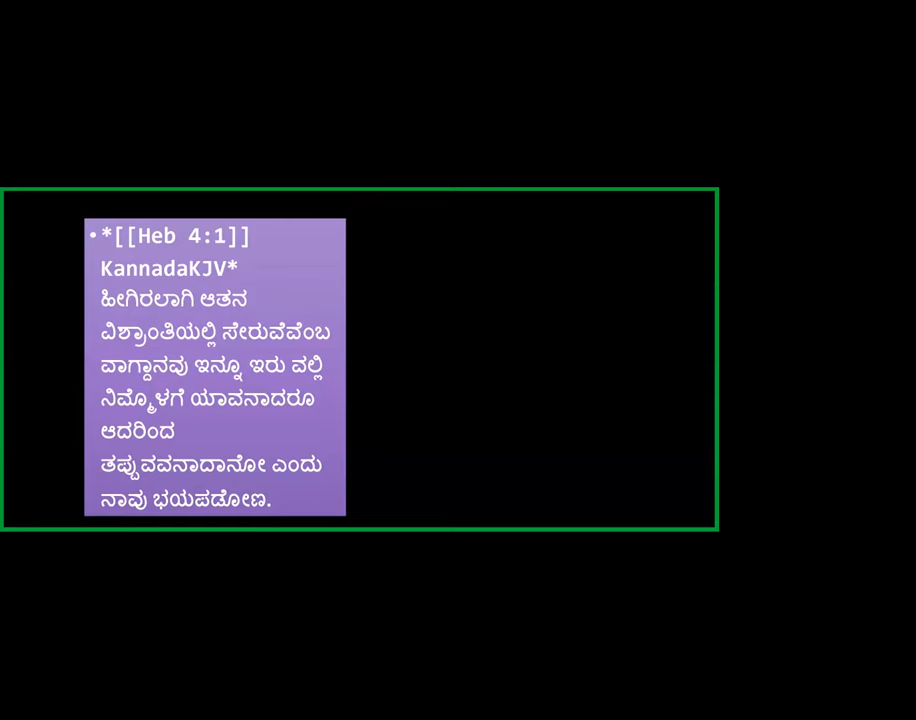 •*[[Heb 4:1]]
KannadaKJV*
ಹೀಗಿರಲಾಗಿ ಆತನ
ವಿಶ್ರಾಂತಿಯಲ್ಲಿ ಸೇರುವೆವೆಂಬ
ವಾಗ್ದಾನವು ಇನ್ನೂ ಇರು ವಲ್ಲಿ
ನಿಮ್ಮೊಳಗೆ ಯಾವನಾದರೂ
ಆದರಿಂದ
ತಪ್ಪುವವನಾದಾನೋ ಎಂದು
ನಾವು ಭಯಪಡೋಣ.